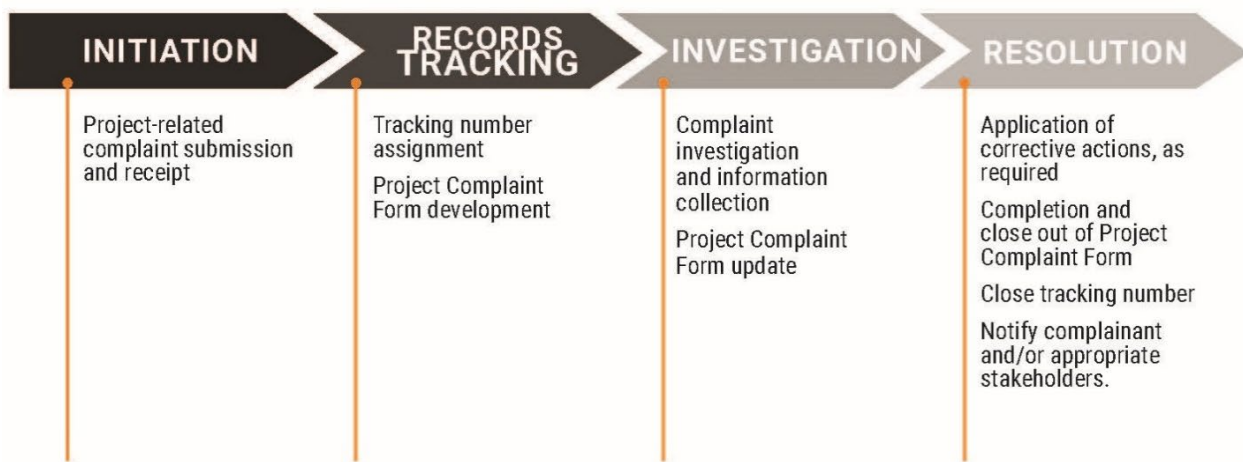 INITIATION
Project-related
complaint submission
and receipt
RECORDS
TRACKING
Tracking number
assignment
Project Complaint
Form development
INVESTIGATION
Complaint
investigation
and information
collection
Project Complaint
Form update
RESOLUTION
Application of
corrective actions, as
required
Completion and
close out of Project
Complaint Form
Close tracking number
Notify complainant
and/or appropriate
stakeholders.